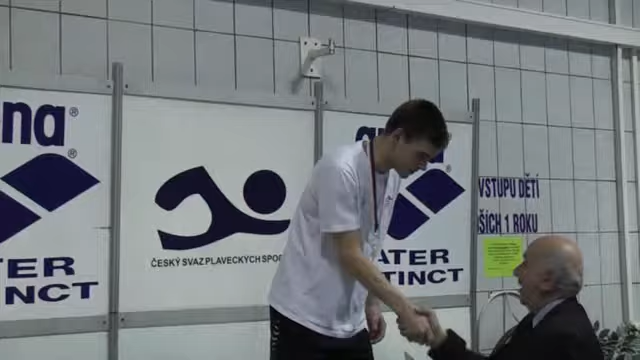 ena®
®
TER
INCT
ČESKÝ SVAZ PLAVECKÝCH SPO
ATER
TINCT
VSTUPU DĚTÍ
ŠÍCH 1 ROKU